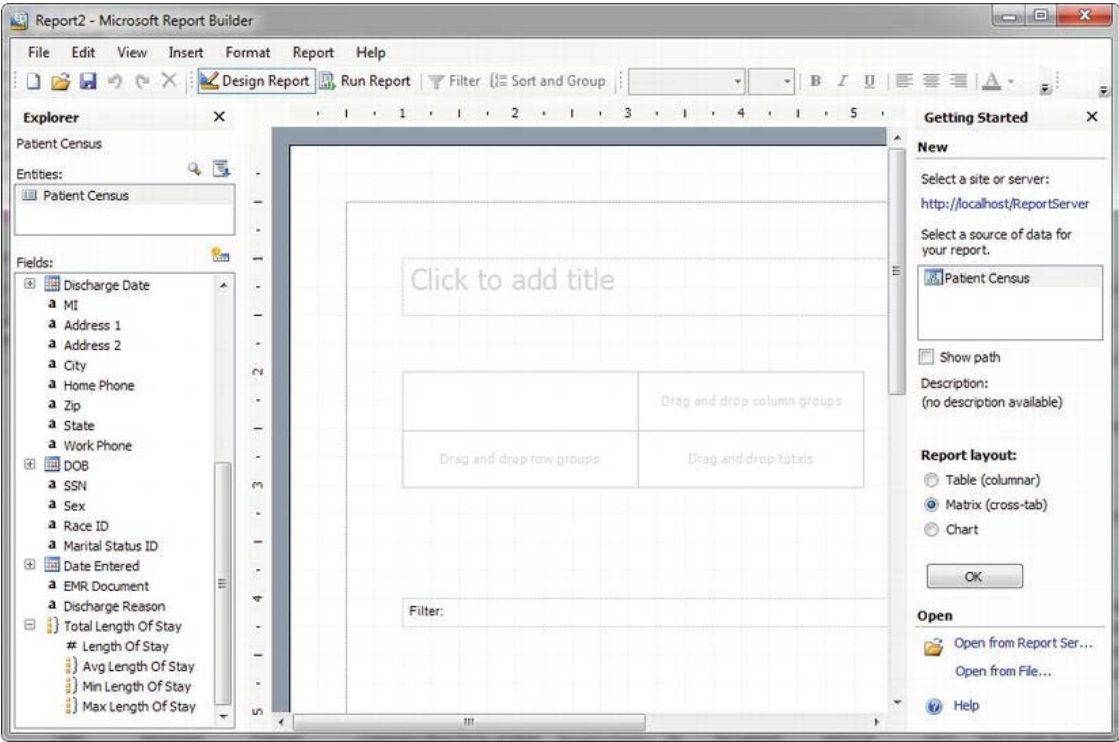 Report2 - Microsoft Report Builder
File Edit View Insert Format Report Help
Design Report Run Report Filter Sort and Group B I U A
Explorer
Patient Census
Entities:
Patient Census
Fields:
Discharge Date
a MI
a Address 1
a Address 2
a City
a Home Phone
a Zip
a State
a Work Phone
DOB
a SSN
a Sex
a Race ID
a Marital Status ID
Date Entered
a EMR Document
a Discharge Reason
Total Length Of Stay
# Length Of Stay
Avg Length Of Stay
Min Length Of Stay
Max Length Of Stay
1 2 3 4 5
2
3
4
5
Click to add title
Drag and drop column groups
Drag and drop row groups Drag and drop totals
Filter:
Getting Started
New
Select a site or server:
http://localhost/ReportServer
Select a source of data for
your report.
Patient Census
Show path
Description:
(no description available)
Report layout:
Table (columnar)
Matrix (cross-tab)
Chart
OK
Open
Open from Report Ser...
Open from File...
Help